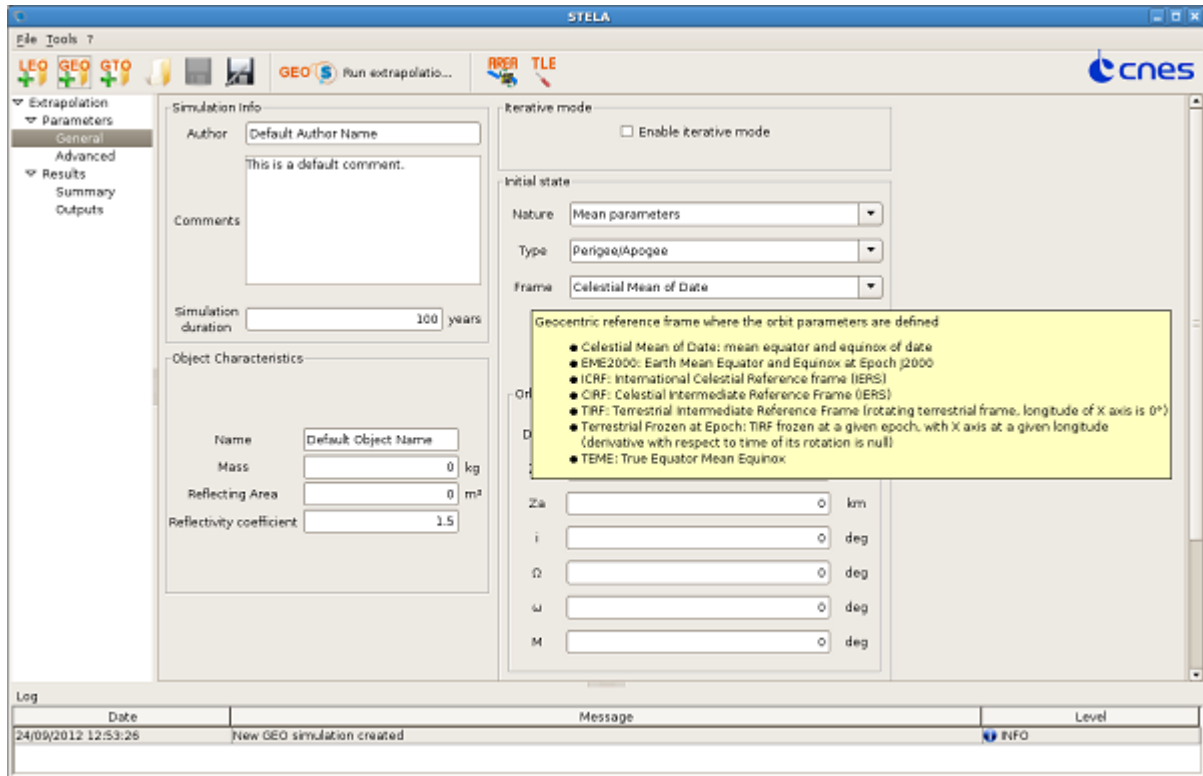 STELA
File Tools ?
LEO GEO GTO GEO S Run extrapolatio... AREA TLE
cnes
Extrapolation
Parameters
General
Advanced
Results
Summary
Outputs
Simulation Info
Author Default Author Name
Comments This is a default comment.
Simulation duration 100 years
Object Characteristics
Name Default Object Name
Mass 0 kg
Reflecting Area 0 m²
Reflectivity coefficient 1.5
Iterative mode
Enable iterative mode
Initial state
Nature Mean parameters
Type Perigee/Apogee
Frame Celestial Mean of Date
Geocentric reference frame where the orbit parameters are defined
● Celestial Mean of Date: mean equator and equinox of date
● EME2000: Earth Mean Equator and Equinox at Epoch J2000
● ICRF: International Celestial Reference frame (IERS)
● CIRF: Celestial Intermediate Reference Frame (IERS)
● TIRF: Terrestrial Intermediate Reference Frame (rotating terrestrial frame, longitude of X axis is 0°)
● Terrestrial Frozen at Epoch: TIRF frozen at a given epoch, with X axis at a given longitude
(derivative with respect to time of its rotation is null)
● TEME: True Equator Mean Equinox
Za 0 km
i 0 deg
Ω 0 deg
ω 0 deg
M 0 deg
Log
Date Message Level
24/09/2012 12:53:26 New GEO simulation created INFO